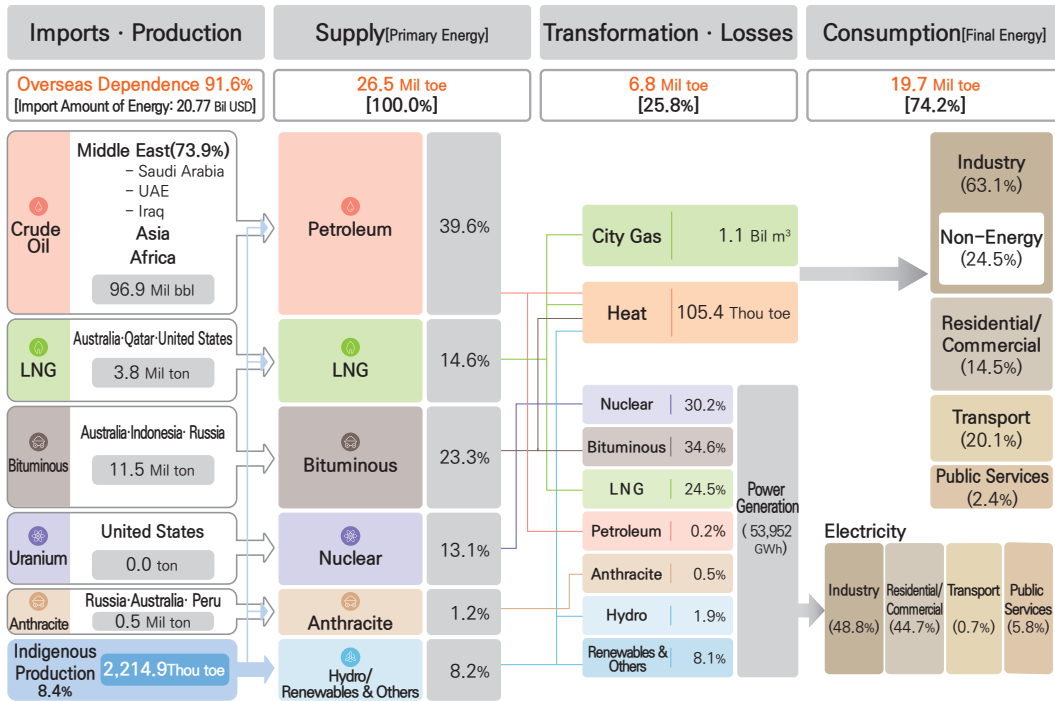 Imports · Production
Supply[Primary Energy]
Transformation · Losses
Consumption[Final Energy]
Overseas Dependence 91.6%
[Import Amount of Energy: 20.77 Bil USD]
26.5 Mil toe
[100.0%]
6.8 Mil toe
[25.8%]
19.7 Mil toe
[74.2%]
Crude
Oil
Middle East(73.9%)
– Saudi Arabia
– UAE
– Iraq
Asia
Africa
96.9 Mil bbl
LNG
Australia·Qatar·United States
3.8 Mil ton
Bituminous
Australia·Indonesia· Russia
11.5 Mil ton
Uranium
United States
0.0 ton
Anthracite
Russia·Australia· Peru
0.5 Mil ton
Indigenous
Production
8.4%
2,214.9Thou toe
Petroleum
39.6%
LNG
14.6%
Bituminous
23.3%
Nuclear
13.1%
Anthracite
1.2%
Hydro/
Renewables & Others
8.2%
City Gas
1.1 Bil m³
Heat
105.4 Thou toe
Nuclear
30.2%
Bituminous
34.6%
LNG
24.5%
Petroleum
0.2%
Anthracite
0.5%
Hydro
1.9%
Renewables &
Others
8.1%
Power
Generation
( 53,952
GWh)
Industry
(63.1%)
Non-Energy
(24.5%)
Residential/
Commercial
(14.5%)
Transport
(20.1%)
Public Services
(2.4%)
Electricity
Industry
(48.8%)
Residential/
Commercial
(44.7%)
Transport
(0.7%)
Public
Services
(5.8%)